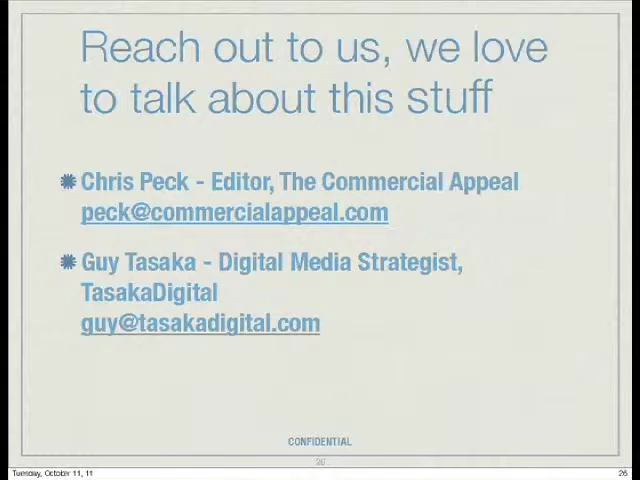 Reach out to us, we love
to talk about this stuff
Chris Peck - Editor, The Commercial Appeal
peck@commercialappeal.com
Guy Tasaka - Digital Media Strategist,
TasakaDigital
guy@tasakadigital.com
CONFIDENTIAL
26
Tuesday, October 11, 11
26